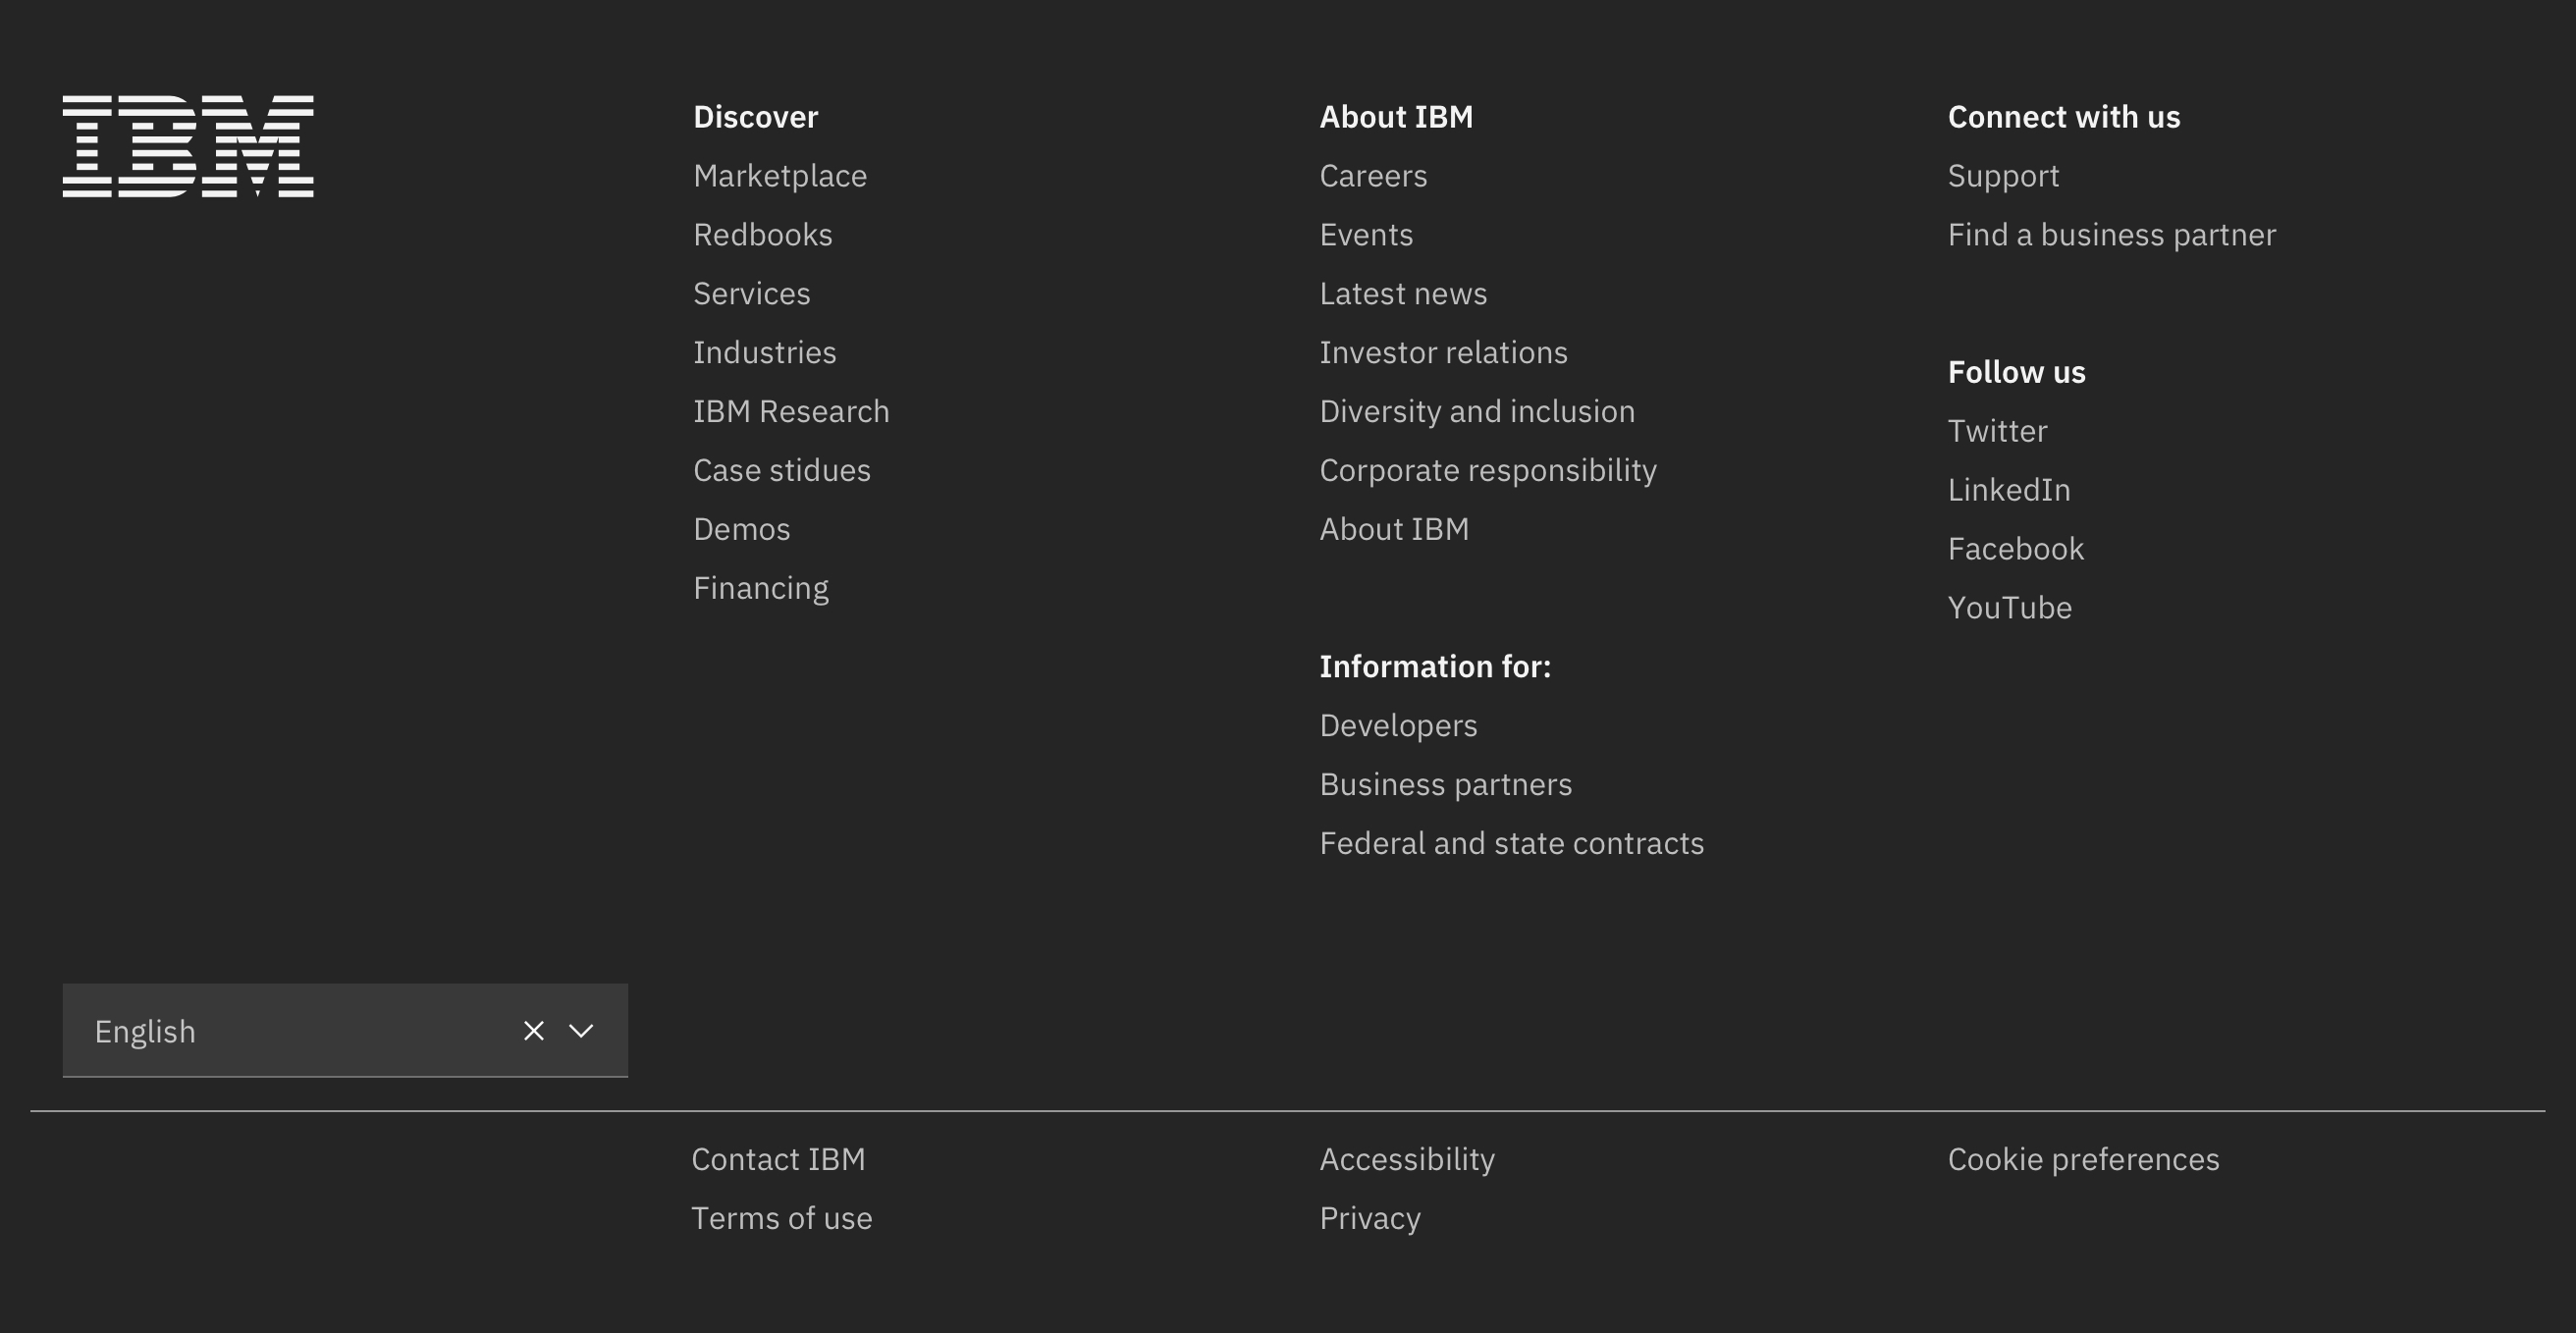 IBM
Discover
Marketplace
Redbooks
Services
Industries
IBM Research
Case stidues
Demos
Financing
About IBM
Careers
Events
Latest news
Investor relations
Diversity and inclusion
Corporate responsibility
About IBM
Information for:
Developers
Business partners
Federal and state contracts
Connect with us
Support
Find a business partner
Follow us
Twitter
LinkedIn
Facebook
YouTube
English
Contact IBM
Terms of use
Accessibility
Privacy
Cookie preferences